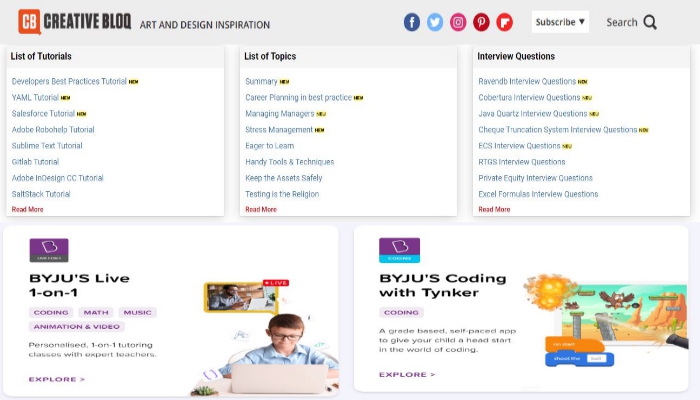 CB CREATIVE BLOQ ART AND DESIGN INSPIRATION
Subscribe ▼ Search
List of Tutorials
Developers Best Practices Tutorial NEW
YAML Tutorial NEW
Salesforce Tutorial NEW
Adobe Robohelp Tutorial
Sublime Text Tutorial
Gitlab Tutorial
Adobe InDesign CC Tutorial
SaltStack Tutorial
Read More
List of Topics
Summary NEW
Career Planning in best practice NEW
Managing Managers NEW
Stress Management NEW
Eager to Learn
Handy Tools & Techniques
Keep the Assets Safely
Testing is the Religion
Read More
Interview Questions
Ravendb Interview Questions NEW
Cobertura Interview Questions NEW
Java Quartz Interview Questions NEW
Cheque Truncation System Interview Questions NEW
ECS Interview Questions NEW
RTGS Interview Questions
Private Equity Interview Questions
Excel Formulas Interview Questions
Read More
BYJU'S Live
1-on-1
CODING MATH MUSIC
ANIMATION & VIDEO
Personalised, 1-on-1 tutoring
classes with expert teachers.
EXPLORE >
LIVE
CODING
BYJU'S Coding
with Tynker
CODING
A grade based, self-paced app
to give your child a head start
in the world of coding.
EXPLORE >
on start
shoot the ball